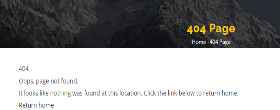 404 Page
Home - 404 Page
404
Oops, page not found.
It looks like nothing was found at this location. Click the link below to return home.
Return home